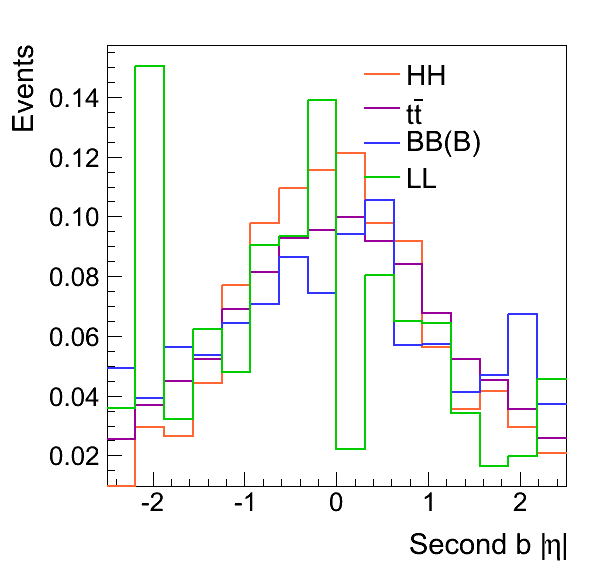 Events
0.14
0.12
0.10
0.08
0.06
0.04
0.02
HH
tt̄
BB(B)
LL
-2 -1 0 1 2
Second b |η|